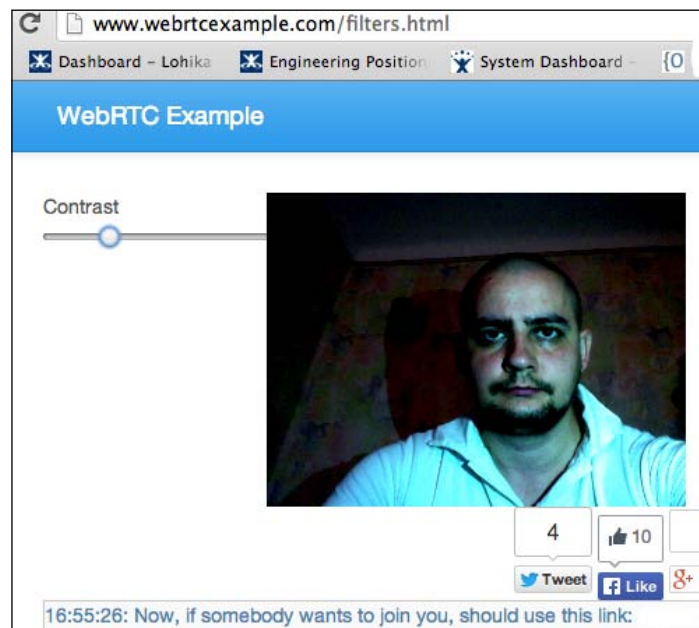 www.webrtcexample.com/filters.html
Dashboard – Lohika
Engineering Position
System Dashboard –
{O
WebRTC Example
Contrast
4
10
Tweet
Like
g+
16:55:26: Now, if somebody wants to join you, should use this link: